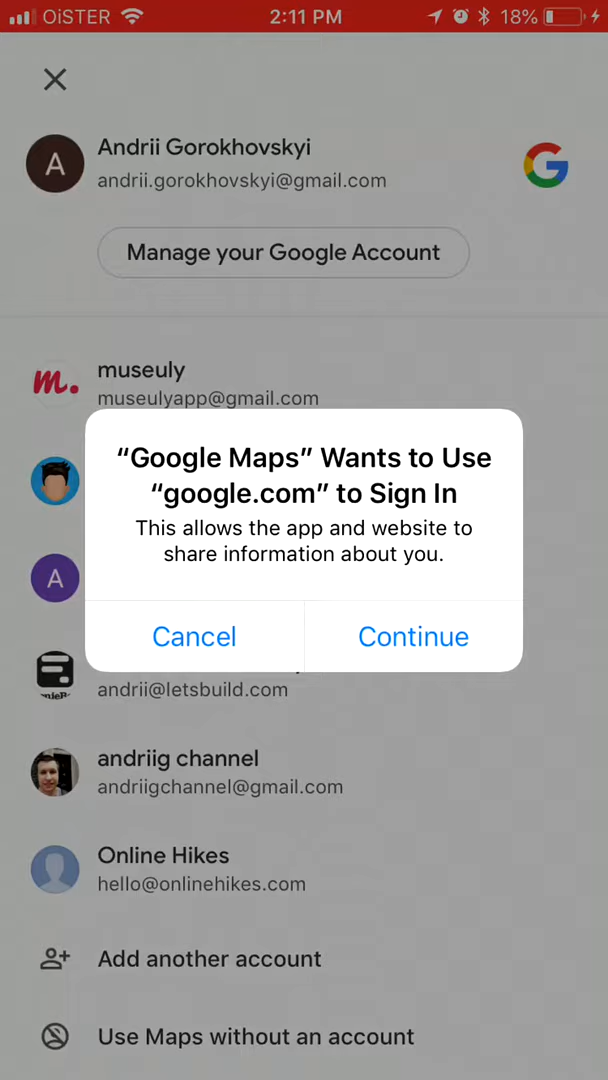 OiSTER 2:11 PM 18%
Andrii Gorokhovskyi
andrii.gorokhovskyi@gmail.com
Manage your Google Account
m. museuly
museulyapp@gmail.com
“Google Maps” Wants to Use
“google.com” to Sign In
This allows the app and website to
share information about you.
Cancel Continue
andrii@letsbuild.com
andriig channel
andriigchannel@gmail.com
Online Hikes
hello@onlinehikes.com
Add another account
Use Maps without an account